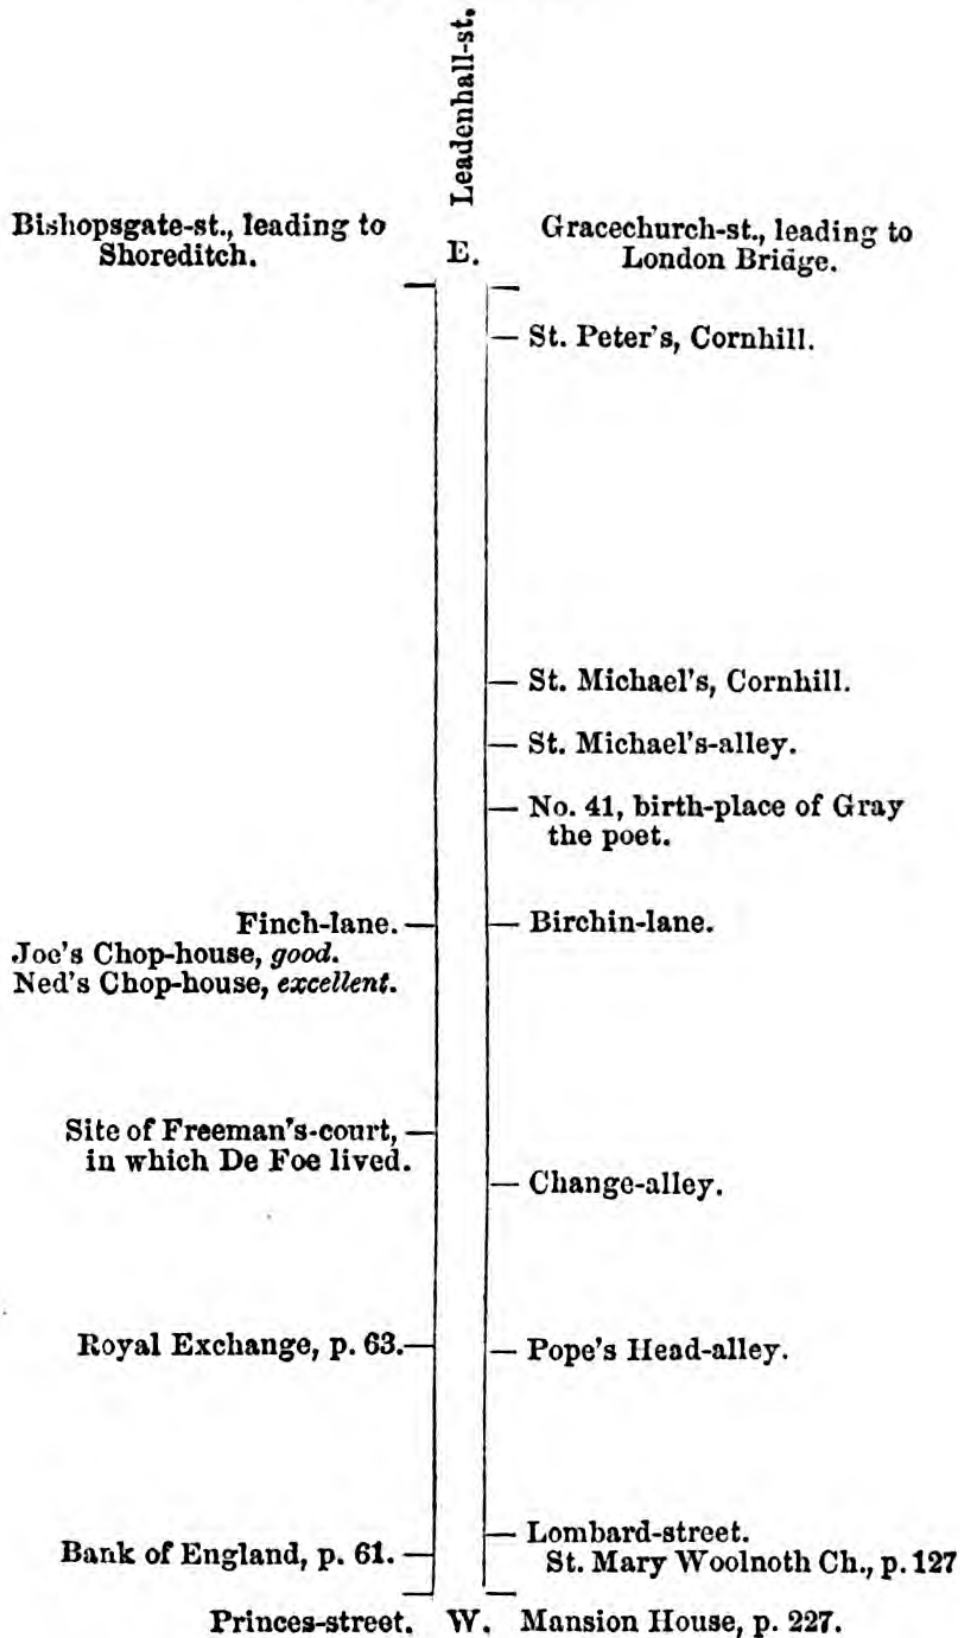 Leadenhall-st.
Bishopsgate-st., leading to
Shoreditch.
E.
Gracechurch-st., leading to
London Bridge.
St. Peter's, Cornhill.
St. Michael's, Cornhill.
St. Michael's-alley.
No. 41, birth-place of Gray
the poet.
Finch-lane.
Joe's Chop-house, good.
Ned's Chop-house, excellent.
Birchin-lane.
Site of Freeman's-court,
in which De Foe lived.
Change-alley.
Royal Exchange, p. 63.
Pope's Head-alley.
Lombard-street.
St. Mary Woolnoth Ch., p. 127
Bank of England, p. 61.
Princes-street.
W.
Mansion House, p. 227.